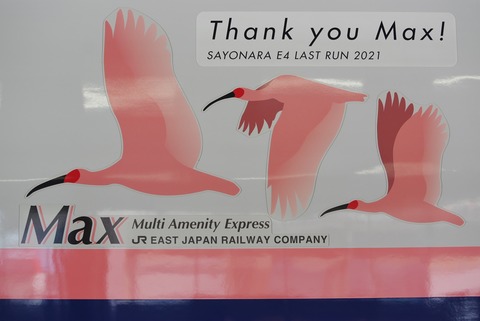 Thank you Max!
SAYONARA E4 LAST RUN 2021
Max Multi Amenity Express
JR EAST JAPAN RAILWAY COMPANY